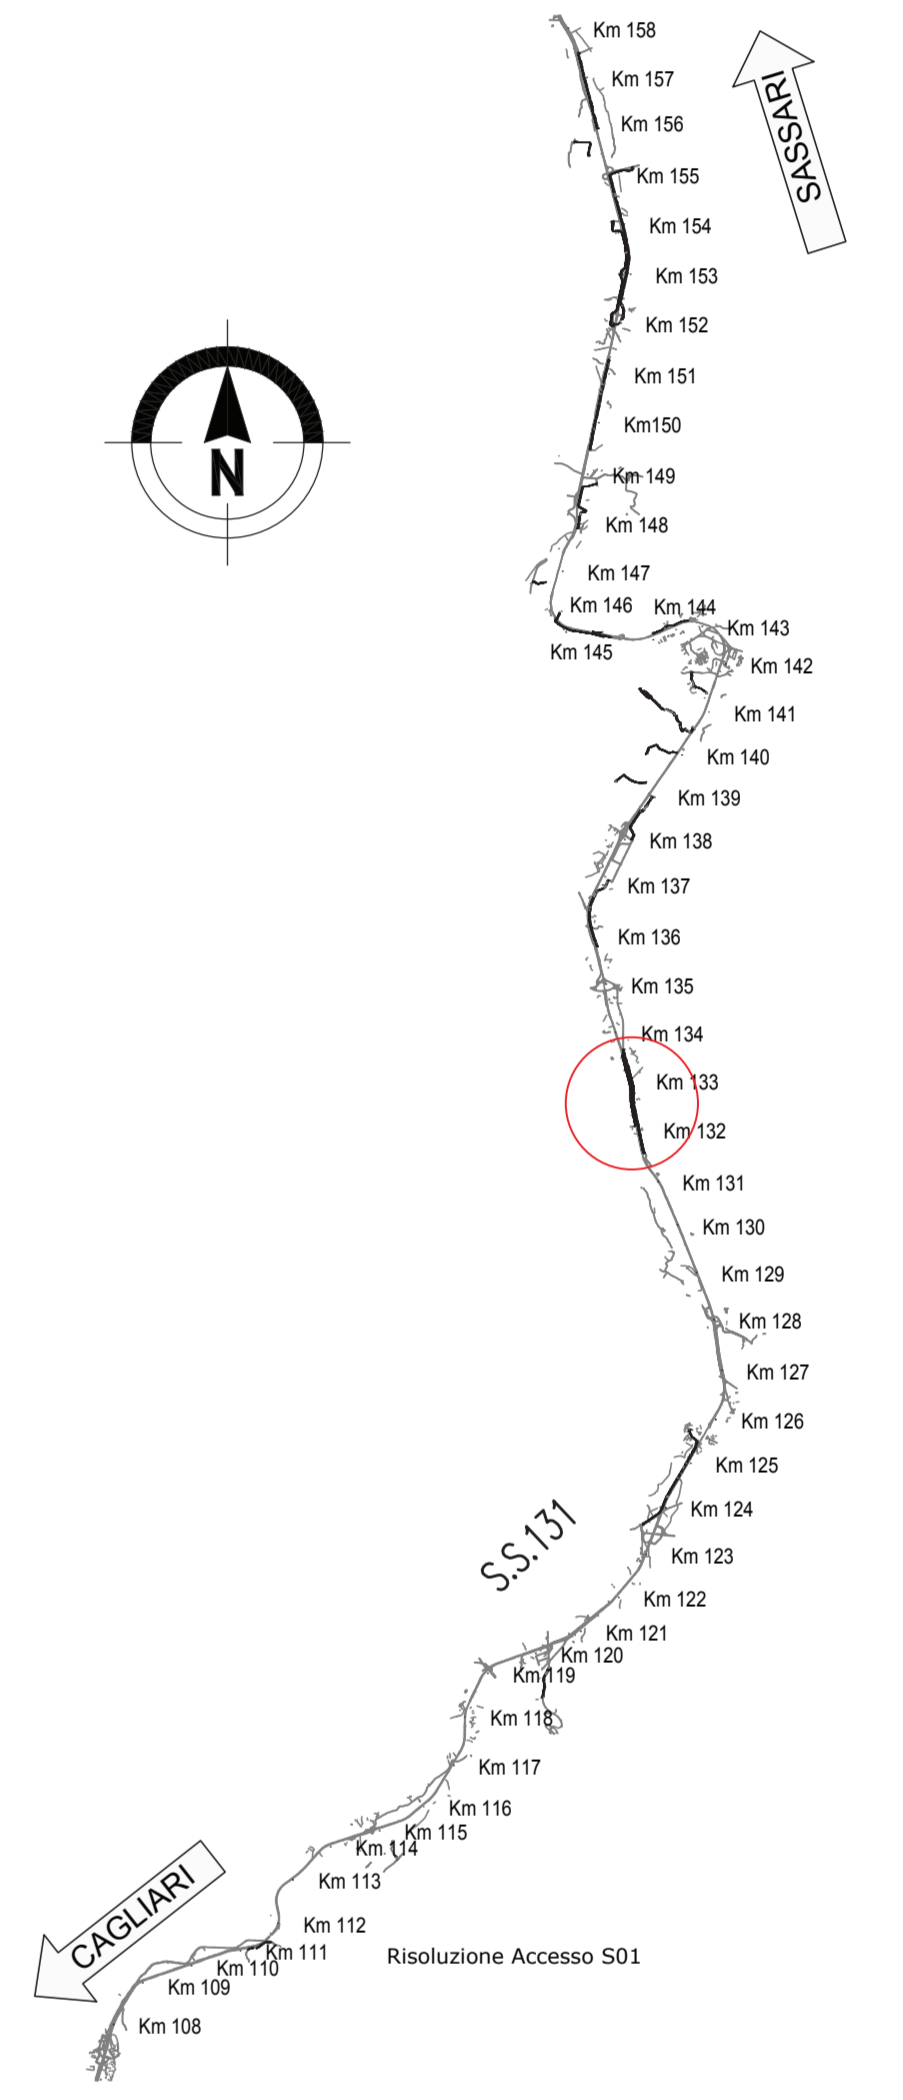 Km 158
Km 157
SASSARI
Km 156
Km 155
Km 154
Km 153
Km 152
Km 151
Km150
N
Km 149
Km 148
Km 147
Km 146
Km 144
Km 143
Km 145
Km 142
Km 141
Km 140
Km 139
Km 138
Km 137
Km 136
Km 135
Km 134
Km 133
Km 132
Km 131
Km 130
Km 129
Km 128
Km 127
Km 126
Km 125
Km 124
S.S.131
Km 123
Km 122
Km 121
Km 120
Km 119
Km 118
Km 117
Km 116
Km 115
Km 114
Km 113
CAGLIARI
Km 112
Km 111
Risoluzione Accesso S01
Km 110
Km 109
Km 108